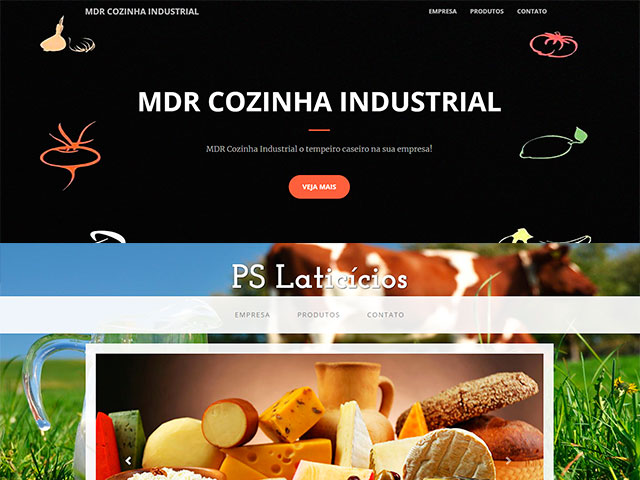 MDR COZINHA INDUSTRIAL
EMPRESA PRODUTOS CONTATO
MDR COZINHA INDUSTRIAL
MDR Cozinha Industrial o tempeiro caseiro na sua empresa!
VEJA MAIS
PS Laticícios
EMPRESA PRODUTOS CONTATO